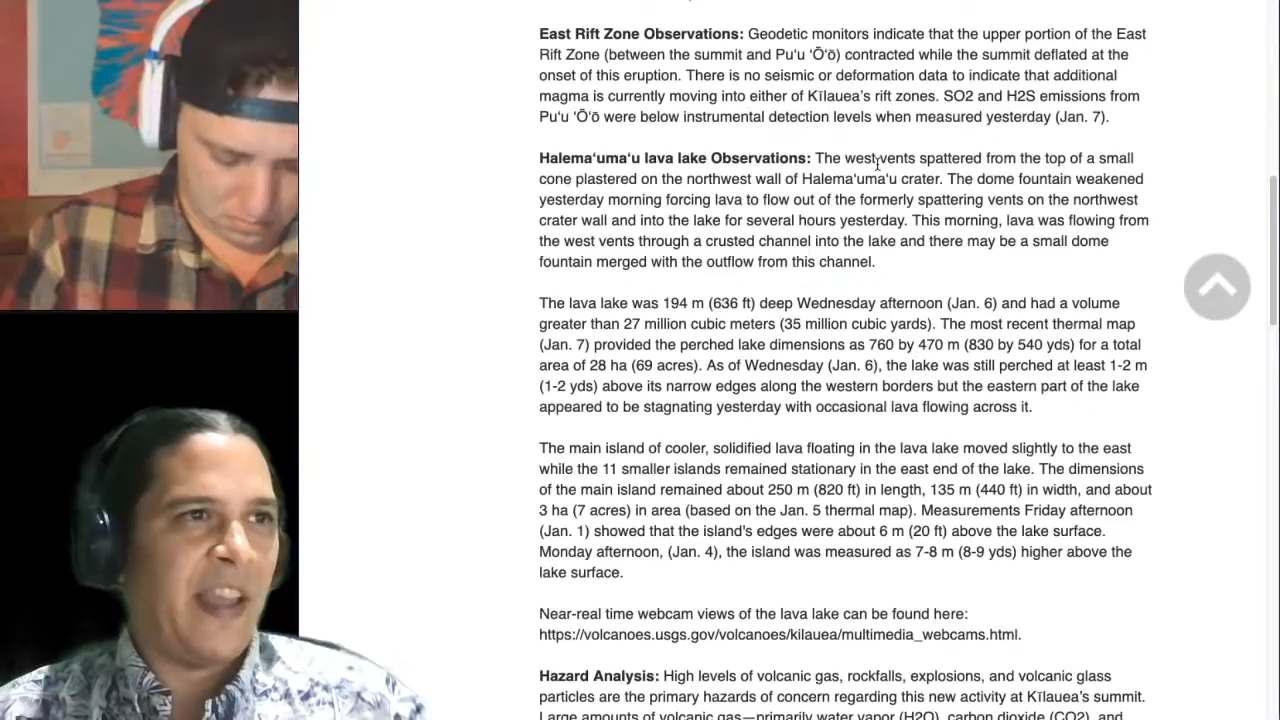 East Rift Zone Observations: Geodetic monitors indicate that the upper portion of the East
Rift Zone (between the summit and Puʻu ʻŌʻō) contracted while the summit deflated at the
onset of this eruption. There is no seismic or deformation data to indicate that additional
magma is currently moving into either of Kīlauea's rift zones. SO2 and H2S emissions from
Puʻu ʻŌʻō were below instrumental detection levels when measured yesterday (Jan. 7).
Halemaʻumaʻu lava lake Observations: The west vents spattered from the top of a small
cone plastered on the northwest wall of Halemaʻumaʻu crater. The dome fountain weakened
yesterday morning forcing lava to flow out of the formerly spattering vents on the northwest
crater wall and into the lake for several hours yesterday. This morning, lava was flowing from
the west vents through a crusted channel into the lake and there may be a small dome
fountain merged with the outflow from this channel.
The lava lake was 194 m (636 ft) deep Wednesday afternoon (Jan. 6) and had a volume
greater than 27 million cubic meters (35 million cubic yards). The most recent thermal map
(Jan. 7) provided the perched lake dimensions as 760 by 470 m (830 by 540 yds) for a total
area of 28 ha (69 acres). As of Wednesday (Jan. 6), the lake was still perched at least 1-2 m
(1-2 yds) above its narrow edges along the western borders but the eastern part of the lake
appeared to be stagnating yesterday with occasional lava flowing across it.
The main island of cooler, solidified lava floating in the lava lake moved slightly to the east
while the 11 smaller islands remained stationary in the east end of the lake. The dimensions
of the main island remained about 250 m (820 ft) in length, 135 m (440 ft) in width, and about
3 ha (7 acres) in area (based on the Jan. 5 thermal map). Measurements Friday afternoon
(Jan. 1) showed that the island's edges were about 6 m (20 ft) above the lake surface.
Monday afternoon, (Jan. 4), the island was measured as 7-8 m (8-9 yds) higher above the
lake surface.
Near-real time webcam views of the lava lake can be found here:
https://volcanoes.usgs.gov/volcanoes/kilauea/multimedia_webcams.html.
Hazard Analysis: High levels of volcanic gas, rockfalls, explosions, and volcanic glass
particles are the primary hazards of concern regarding this new activity at Kīlauea's summit.
Large amounts of volcanic gas—primarily water vapor (H2O), carbon dioxide (CO2), and